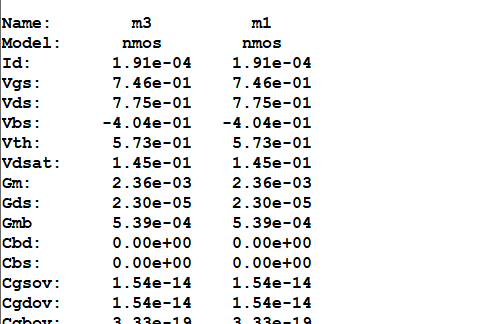 Name: m3 m1
Model: nmos nmos
Id: 1.91e-04 1.91e-04
Vgs: 7.46e-01 7.46e-01
Vds: 7.75e-01 7.75e-01
Vbs: -4.04e-01 -4.04e-01
Vth: 5.73e-01 5.73e-01
Vdsat: 1.45e-01 1.45e-01
Gm: 2.36e-03 2.36e-03
Gds: 2.30e-05 2.30e-05
Gmb 5.39e-04 5.39e-04
Cbd: 0.00e+00 0.00e+00
Cbs: 0.00e+00 0.00e+00
Cgsov: 1.54e-14 1.54e-14
Cgdov: 1.54e-14 1.54e-14
Cgbov: 3.33e-19 3.33e-19